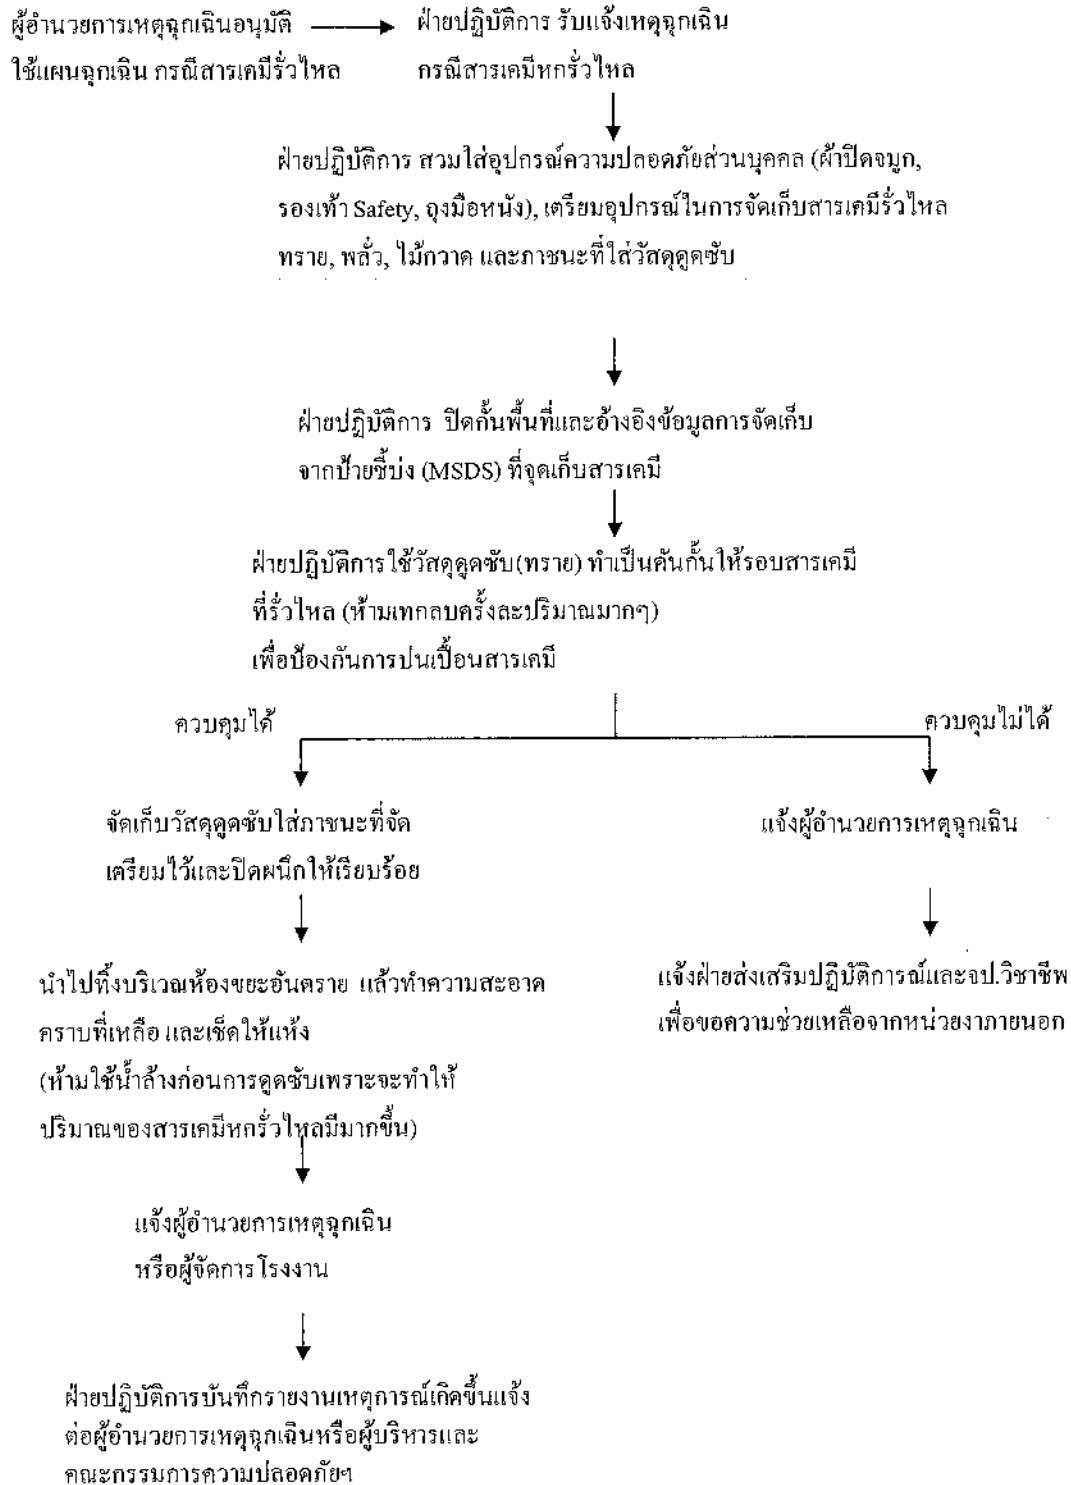 ผู้อำนวยการเหตุฉุกเฉินอนุมัติ
ใช้แผนฉุกเฉิน กรณีสารเคมีรั่วไหล
ฝ่ายปฏิบัติการ รับแจ้งเหตุฉุกเฉิน
กรณีสารเคมีหกรั่วไหล
ฝ่ายปฏิบัติการ สวมใส่อุปกรณ์ความปลอดภัยส่วนบุคคล (ผ้าปิดจมูก,
รองเท้า Safety, ถุงมือหนัง), เตรียมอุปกรณ์ในการจัดเก็บสารเคมีรั่วไหล
ทราย, พลั่ว, ไม้กวาด และภาชนะที่ใส่วัสดุดูดซับ
ฝ่ายปฏิบัติการ ปิดกั้นพื้นที่และอ้างอิงข้อมูลการจัดเก็บ
จากป้ายชี้บ่ง (MSDS) ที่จุดเก็บสารเคมี
ฝ่ายปฏิบัติการใช้วัสดุดูดซับ(ทราย) ทำเป็นคันกั้นให้รอบสารเคมี
ที่รั่วไหล (ห้ามเทกลบครั้งละปริมาณมากๆ)
เพื่อป้องกันการปนเปื้อนสารเคมี
ควบคุมได้
ควบคุมไม่ได้
จัดเก็บวัสดุดูดซับใส่ภาชนะที่จัด
เตรียมไว้และปิดผนึกให้เรียบร้อย
แจ้งผู้อำนวยการเหตุฉุกเฉิน
นำไปทิ้งบริเวณห้องขยะอันตราย แล้วทำความสะอาด
คราบที่เหลือ และเช็ดให้แห้ง
(ห้ามใช้น้ำล้างก่อนการดูดซับเพราะจะทำให้
ปริมาณของสารเคมีหกรั่วไหลมีมากขึ้น)
แจ้งฝ่ายส่งเสริมปฏิบัติการณ์และจป.วิชาชีพ
เพื่อขอความช่วยเหลือจากหน่วยงาภายนอก
แจ้งผู้อำนวยการเหตุฉุกเฉิน
หรือผู้จัดการโรงงาน
ฝ่ายปฏิบัติการบันทึกรายงานเหตุการณ์เกิดขึ้นแจ้ง
ต่อผู้อำนวยการเหตุฉุกเฉินหรือผู้บริหารและ
คณะกรรมการความปลอดภัยฯ